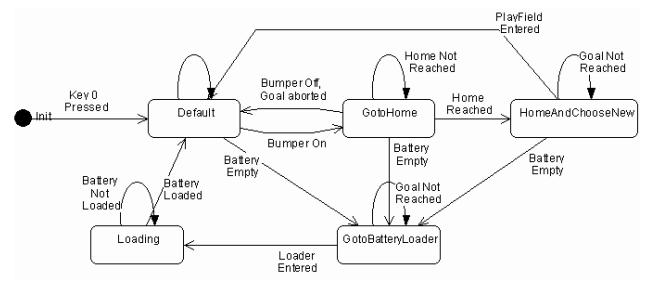 PlayField
Entered
Home Not
Reached
Goal Not
Reached
Key 0
Pressed
Bumper Off,
Goal aborted
Home
Reached
Init
Default
GotoHome
HomeAndChooseNew
Bumper On
Battery
Empty
Battery
Empty
Battery
Empty
Battery
Not
Loaded
Battery
Loaded
Goal Not
Reached
Loading
GotoBatteryLoader
Loader
Entered